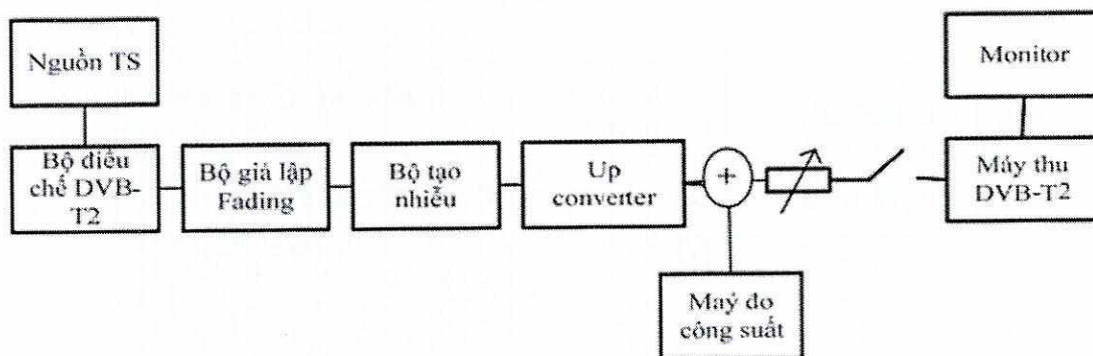 Nguồn TS
Monitor
Bộ điều
chế DVB-
T2
Bộ giả lập
Fading
Bộ tạo
nhiễu
Up
converter
+
Máy thu
DVB-T2
Maý đo
công suất